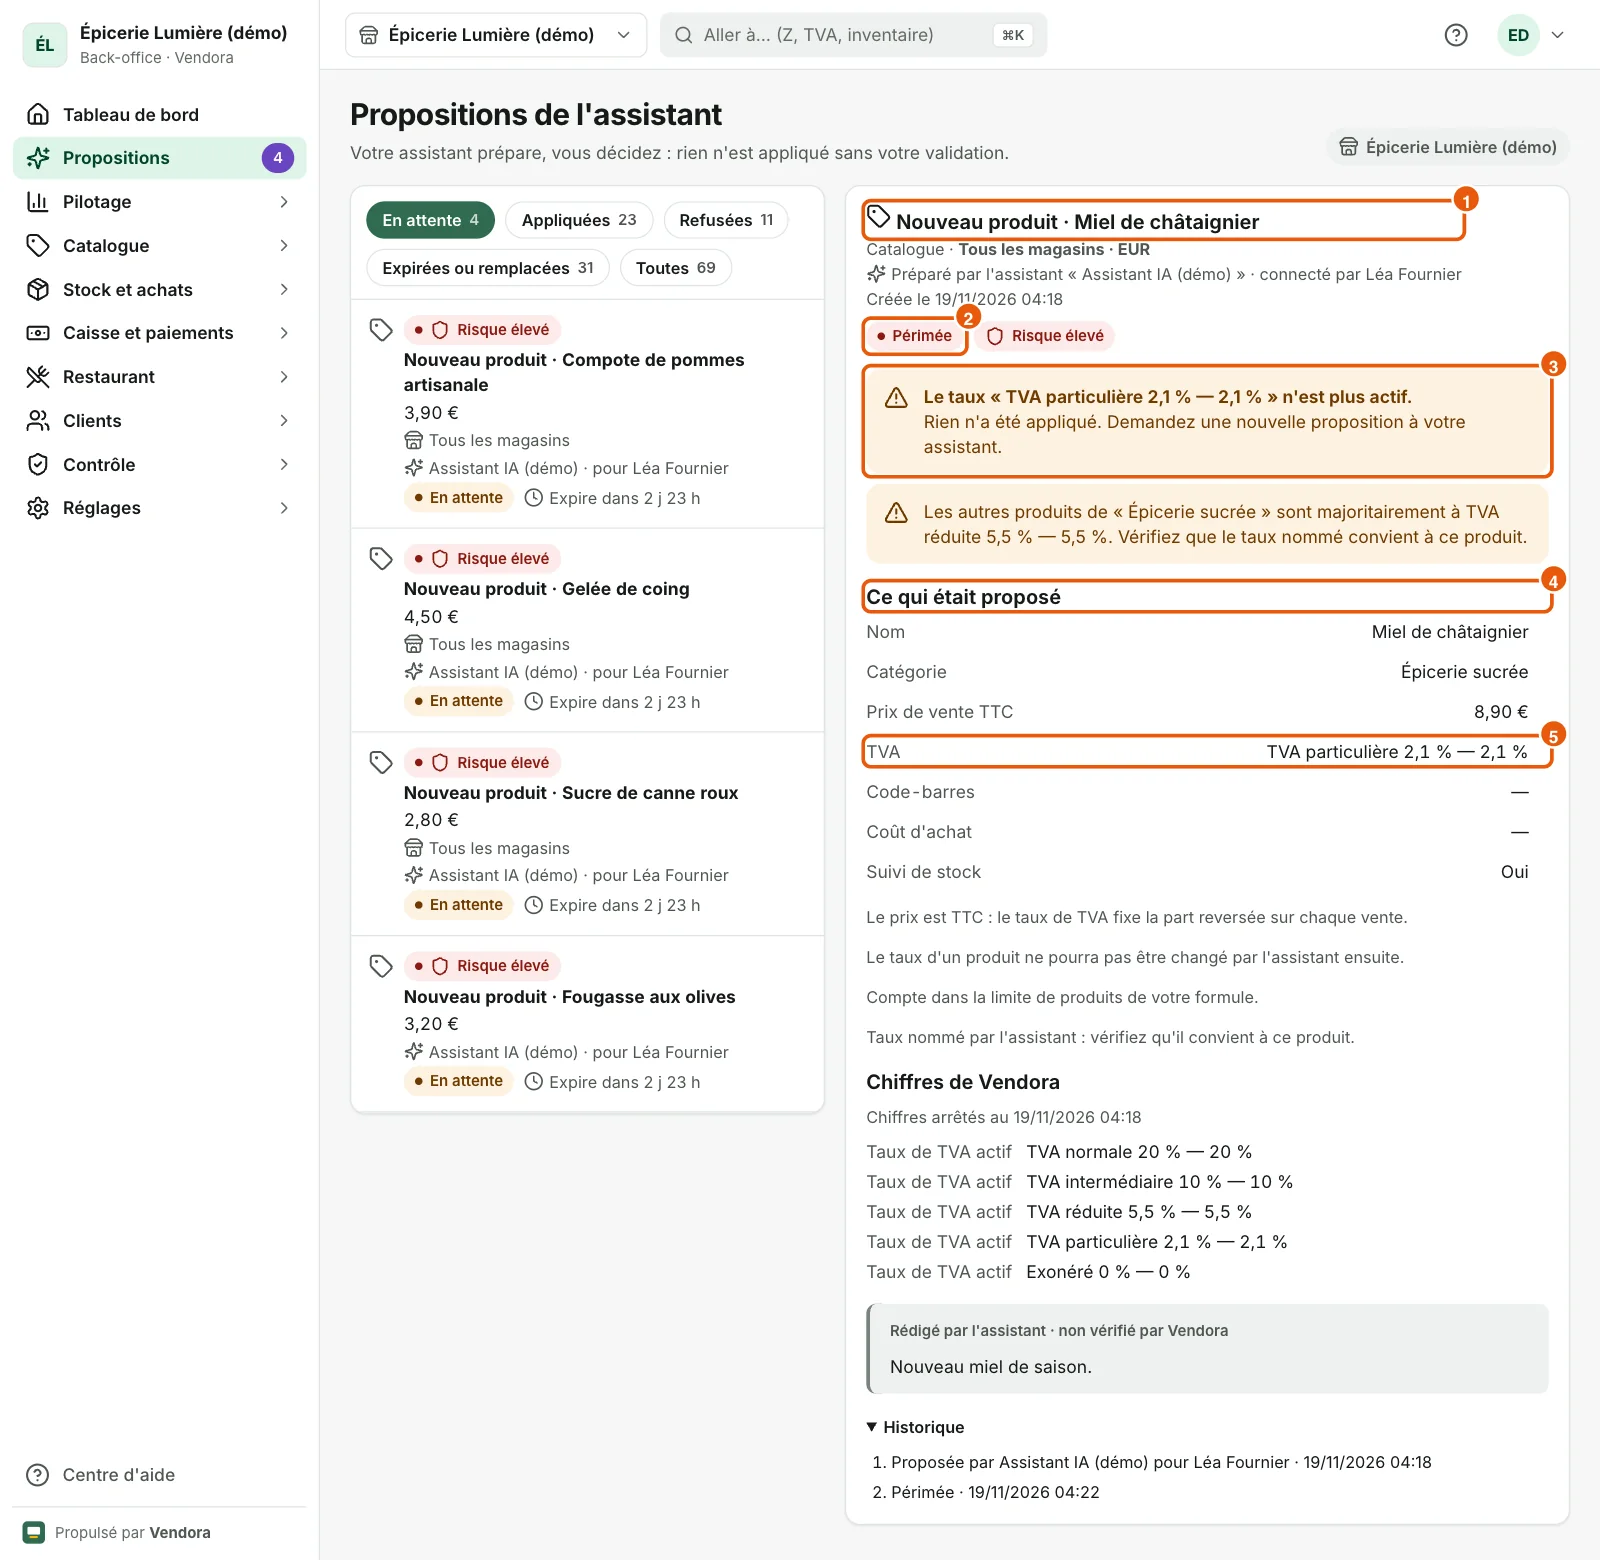 ÉL
Épicerie Lumière (démo)
Back-office · Vendora
Tableau de bord
Propositions 4
Pilotage
Catalogue
Stock et achats
Caisse et paiements
Restaurant
Clients
Contrôle
Réglages
Centre d'aide
Propulsé par Vendora
Épicerie Lumière (démo)
Aller à... (Z, TVA, inventaire) ⌘K
ED
Propositions de l'assistant
Votre assistant prépare, vous décidez : rien n'est appliqué sans votre validation.
Épicerie Lumière (démo)
En attente 4 Appliquées 23 Refusées 11
Expirées ou remplacées 31 Toutes 69
Risque élevé
Nouveau produit · Compote de pommes
artisanale
3,90 €
Tous les magasins
Assistant IA (démo) · pour Léa Fournier
En attente Expire dans 2 j 23 h
Risque élevé
Nouveau produit · Gelée de coing
4,50 €
Tous les magasins
Assistant IA (démo) · pour Léa Fournier
En attente Expire dans 2 j 23 h
Risque élevé
Nouveau produit · Sucre de canne roux
2,80 €
Tous les magasins
Assistant IA (démo) · pour Léa Fournier
En attente Expire dans 2 j 23 h
Risque élevé
Nouveau produit · Fougasse aux olives
3,20 €
Assistant IA (démo) · pour Léa Fournier
En attente Expire dans 2 j 23 h
1
Nouveau produit · Miel de châtaignier
Catalogue · Tous les magasins · EUR
Préparé par l'assistant « Assistant IA (démo) » · connecté par Léa Fournier
Créée le 19/11/2026 04:18
2
Périmée Risque élevé
3
Le taux « TVA particulière 2,1 % — 2,1 % » n'est plus actif.
Rien n'a été appliqué. Demandez une nouvelle proposition à votre
assistant.
Les autres produits de « Épicerie sucrée » sont majoritairement à TVA
réduite 5,5 % — 5,5 %. Vérifiez que le taux nommé convient à ce produit.
4
Ce qui était proposé
Nom Miel de châtaignier
Catégorie Épicerie sucrée
Prix de vente TTC 8,90 €
5
TVA TVA particulière 2,1 % — 2,1 %
Code-barres —
Coût d'achat —
Suivi de stock Oui
Le prix est TTC : le taux de TVA fixe la part reversée sur chaque vente.
Le taux d'un produit ne pourra pas être changé par l'assistant ensuite.
Compte dans la limite de produits de votre formule.
Taux nommé par l'assistant : vérifiez qu'il convient à ce produit.
Chiffres de Vendora
Chiffres arrêtés au 19/11/2026 04:18
Taux de TVA actif TVA normale 20 % — 20 %
Taux de TVA actif TVA intermédiaire 10 % — 10 %
Taux de TVA actif TVA réduite 5,5 % — 5,5 %
Taux de TVA actif TVA particulière 2,1 % — 2,1 %
Taux de TVA actif Exonéré 0 % — 0 %
Rédigé par l'assistant · non vérifié par Vendora
Nouveau miel de saison.
▼ Historique
1. Proposée par Assistant IA (démo) pour Léa Fournier · 19/11/2026 04:18
2. Périmée · 19/11/2026 04:22